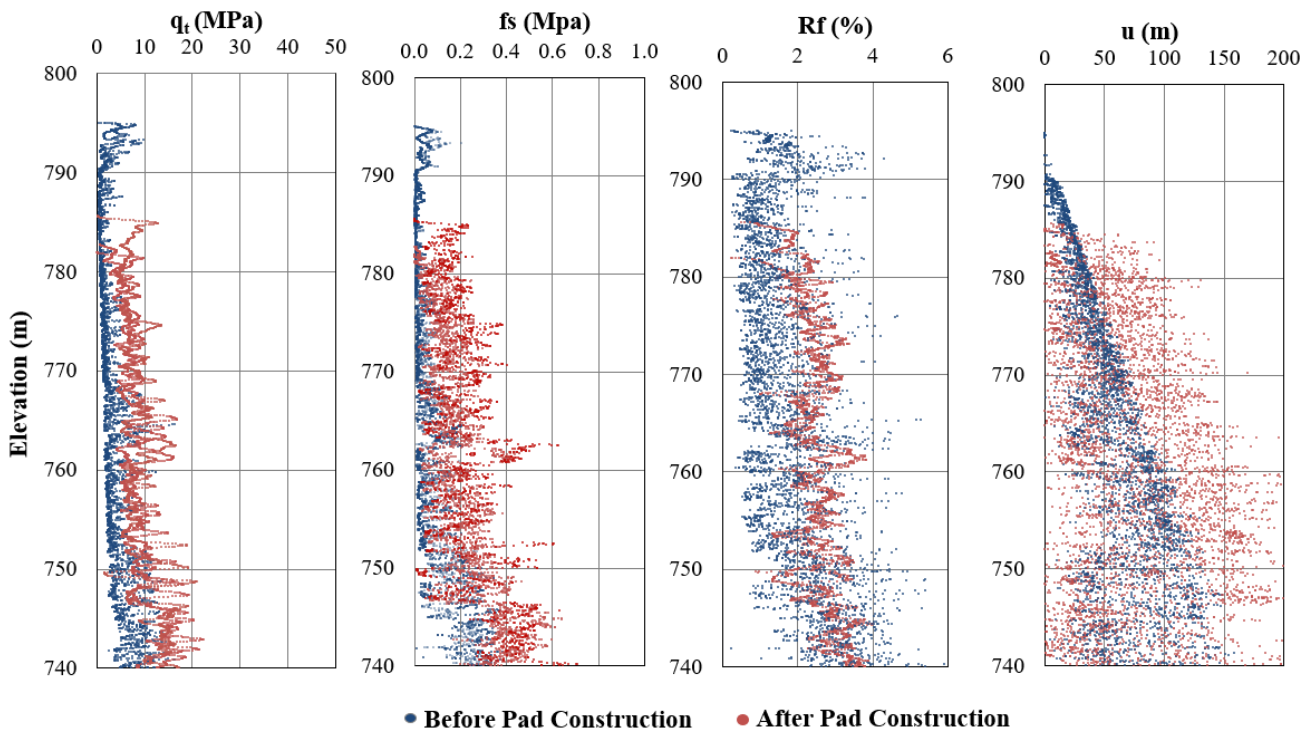 q_t (MPa)
0 10 20 30 40 50
fs (Mpa)
0.0 0.2 0.4 0.6 0.8 1.0
Rf (%)
0 2 4 6
u (m)
0 50 100 150 200
Elevation (m)
800
790
780
770
760
750
740
800
790
780
770
760
750
740
800
790
780
770
760
750
740
800
790
780
770
760
750
740
Before Pad Construction
After Pad Construction